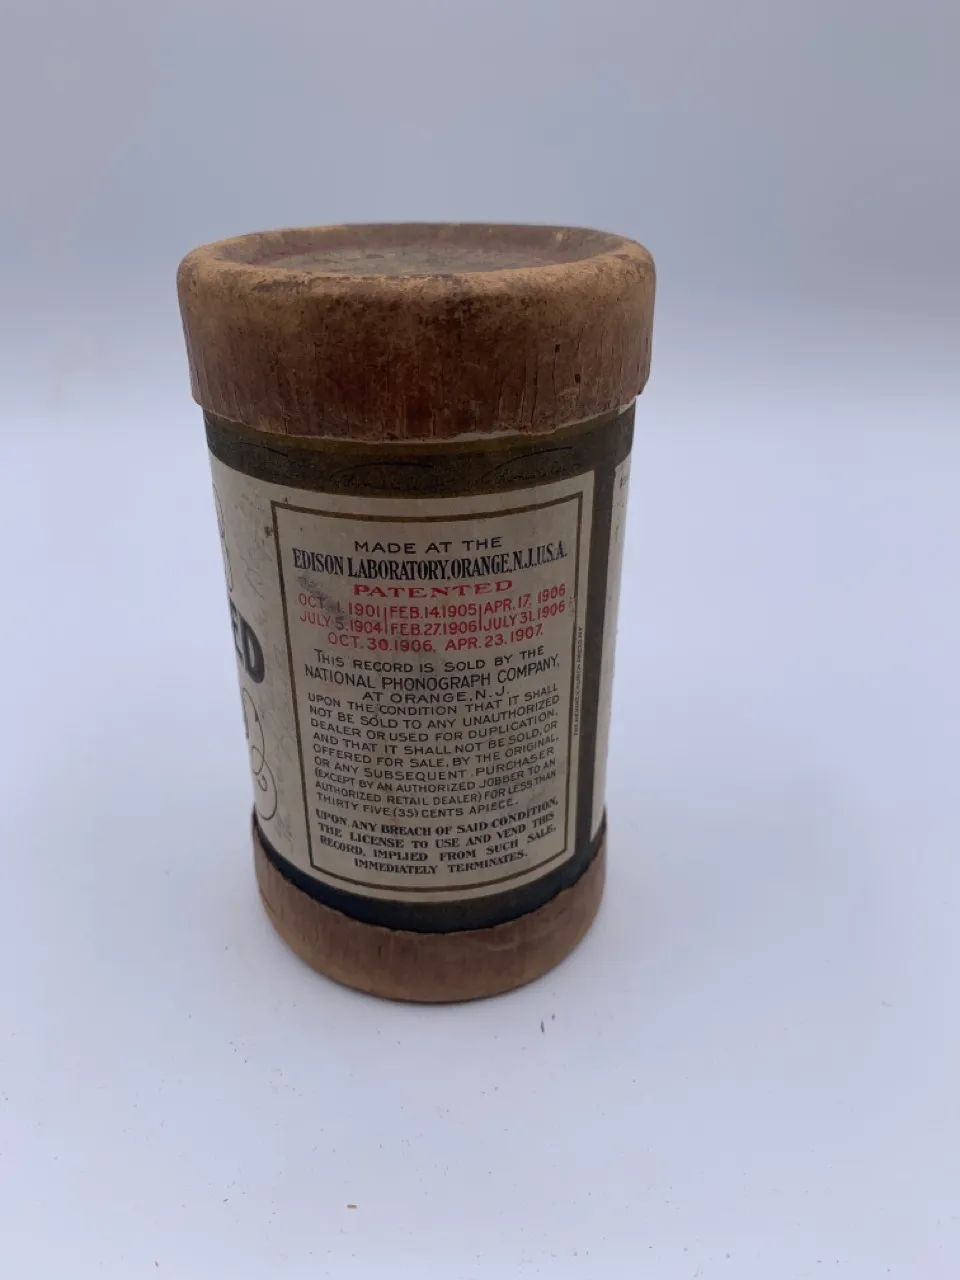 ED
MADE AT THE
EDISON LABORATORY, ORANGE, N.J., U.S.A.
PATENTED
OCT. 1. 1901 FEB. 14. 1905 APR. 17. 1906
JULY 5. 1904 FEB. 27. 1906 JULY 31. 1906
OCT. 30. 1906, APR. 23. 1907.
THIS RECORD IS SOLD BY THE
NATIONAL PHONOGRAPH COMPANY,
AT ORANGE, N. J.
UPON THE CONDITION THAT IT SHALL
NOT BE SOLD TO ANY UNAUTHORIZED
DEALER OR USED FOR DUPLICATION,
AND THAT IT SHALL NOT BE SOLD, OR
OFFERED FOR SALE, BY THE ORIGINAL,
OR ANY SUBSEQUENT PURCHASER
(EXCEPT BY AN AUTHORIZED JOBBER TO AN
AUTHORIZED RETAIL DEALER) FOR LESS THAN
THIRTY FIVE (35) CENTS APIECE.
UPON ANY BREACH OF SAID CONDITION,
THE LICENSE TO USE AND VEND THIS
RECORD, IMPLIED FROM SUCH SALE,
IMMEDIATELY TERMINATES.